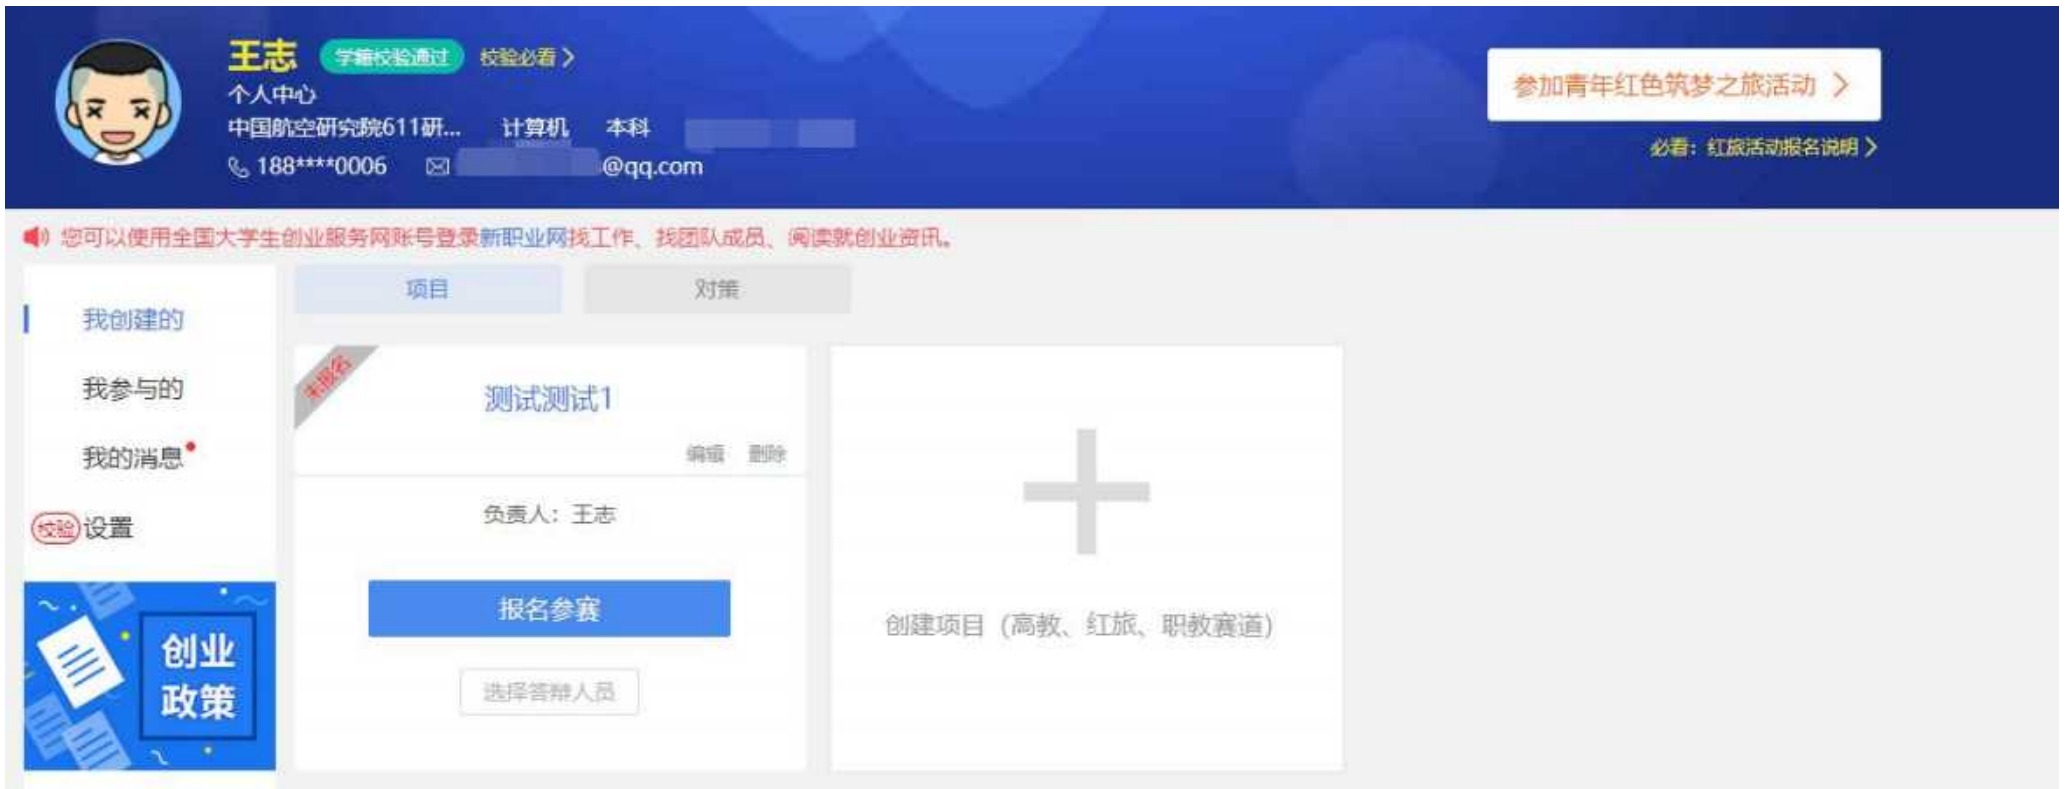 王志 学籍校验通过 校验必看 >
个人中心
中国航空研究院611研... 计算机 本科
188****0006 @qq.com
参加青年红色筑梦之旅活动 >
必看：红旅活动报名说明 >
您可以使用全国大学生创业服务网账号登录新职业网找工作、找团队成员、阅读就创业资讯。
我创建的
我参与的
我的消息
校验 设置
创业
政策
项目 对策
未报名
测试测试1
编辑 删除
负责人：王志
报名参赛
选择答辩人员
创建项目（高教、红旅、职教赛道）